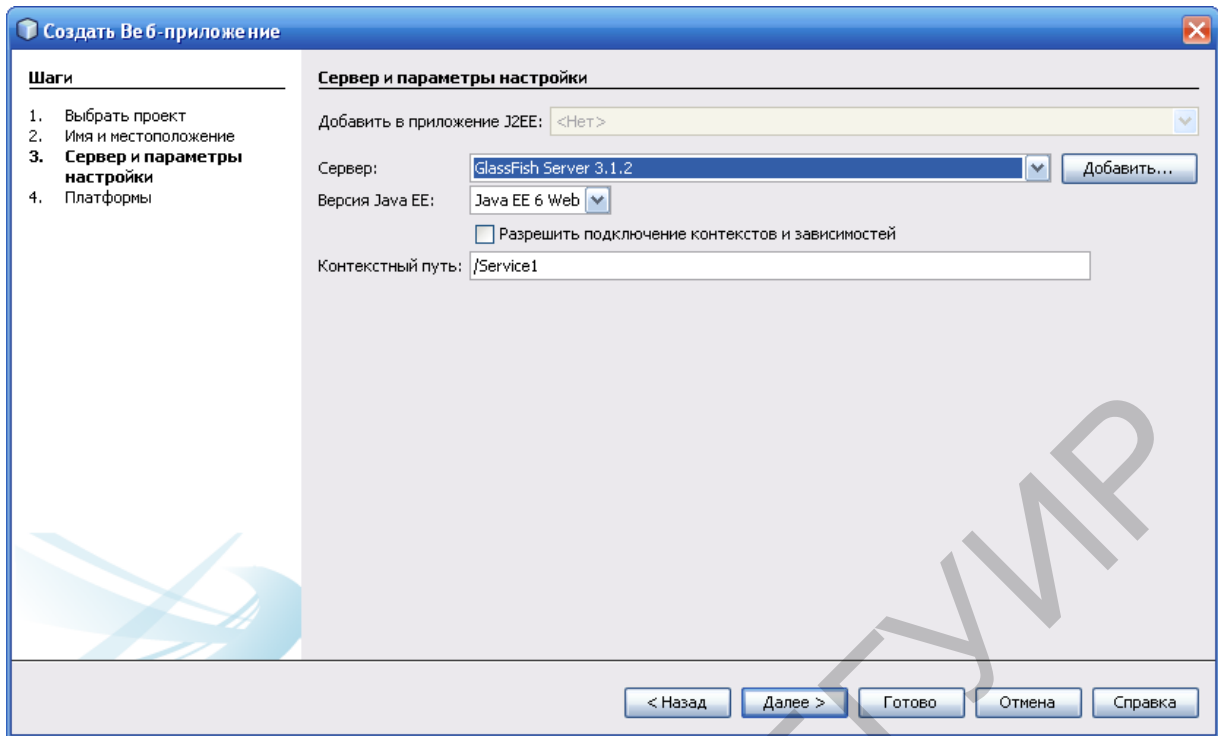 Создать Веб-приложение
Шаги
1. Выбрать проект
2. Имя и местоположение
3. Сервер и параметры
настройки
4. Платформы
Сервер и параметры настройки
Добавить в приложение J2EE: <Нет>
Сервер: GlassFish Server 3.1.2 Добавить...
Версия Java EE: Java EE 6 Web
Разрешить подключение контекстов и зависимостей
Контекстный путь: /Service1
< Назад Далее > Готово Отмена Справка
ГУИР